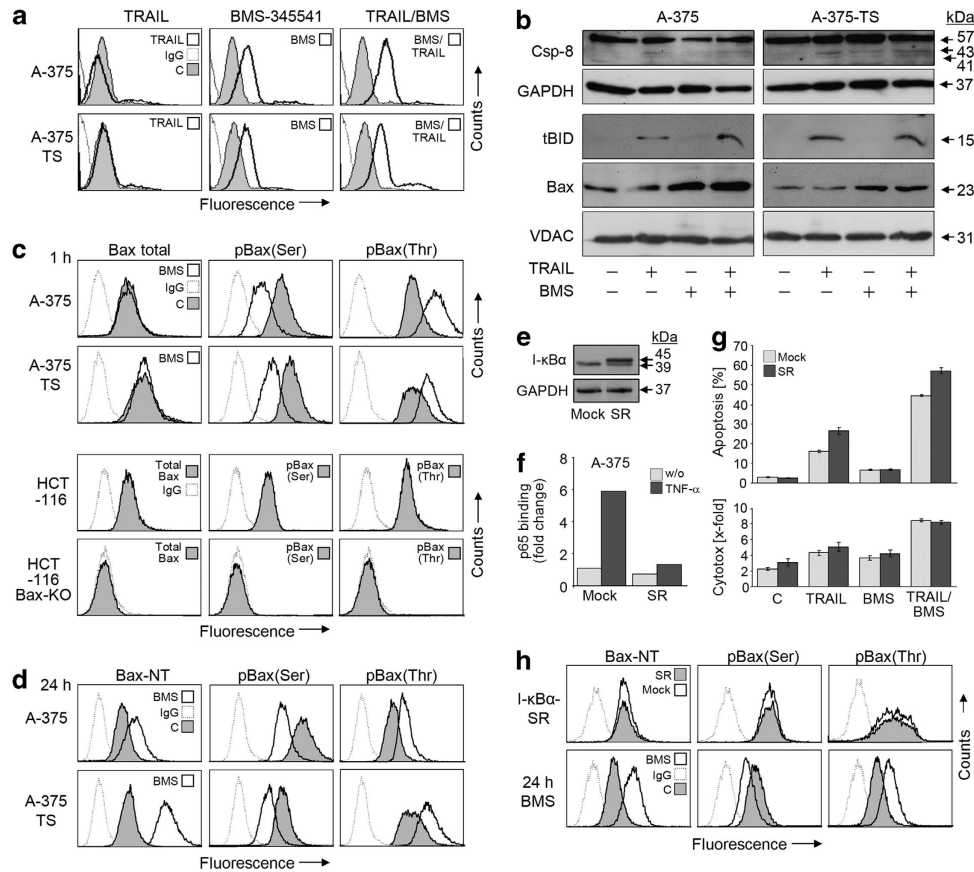 a
TRAIL BMS-345541 TRAIL/BMS
A-375
TRAIL
IgG
C
BMS
BMS/
TRAIL
A-375
TS
TRAIL
BMS
BMS/
TRAIL
Counts
Fluorescence
b
A-375 A-375-TS kDa
Csp-8 57
43
41
GAPDH 37
tBID 15
Bax 23
VDAC 31
TRAIL – + – + – + – +
BMS – – + + – – + +
c
Bax total pBax(Ser) pBax(Thr)
1 h
A-375
BMS
IgG
C
A-375
TS
BMS
Counts
HCT
-116
Total
Bax
IgG
pBax
(Ser)
pBax
(Thr)
HCT
-116
Bax-KO
Total
Bax
pBax
(Ser)
pBax
(Thr)
Counts
Fluorescence
d
Bax-NT pBax(Ser) pBax(Thr)
24 h
A-375
BMS
IgG
C
A-375
TS
BMS
Fluorescence
e
kDa
I-κBα 45
39
GAPDH 37
Mock SR
f
A-375
w/o
TNF-α
p65 binding
(fold change)
8
6
4
2
0
Mock SR
g
Mock
SR
Apoptosis [%]
70
60
50
40
30
20
10
0
Cytotox [x-fold]
10
8
6
4
2
0
C TRAIL BMS TRAIL/
BMS
h
Bax-NT pBax(Ser) pBax(Thr)
I-κBα-
SR
SR
Mock
24 h
BMS
BMS
IgG
C
Counts
Fluorescence